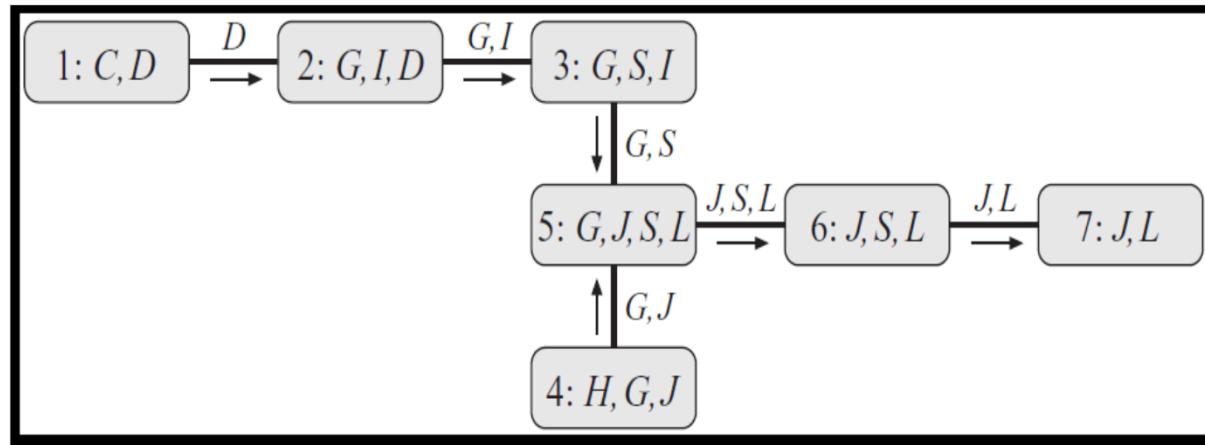 D
G,I
1: C,D
2: G,I,D
3: G,S,I
G,S
J,S,L
J,L
5: G,J,S,L
6: J,S,L
7: J,L
G,J
4: H,G,J